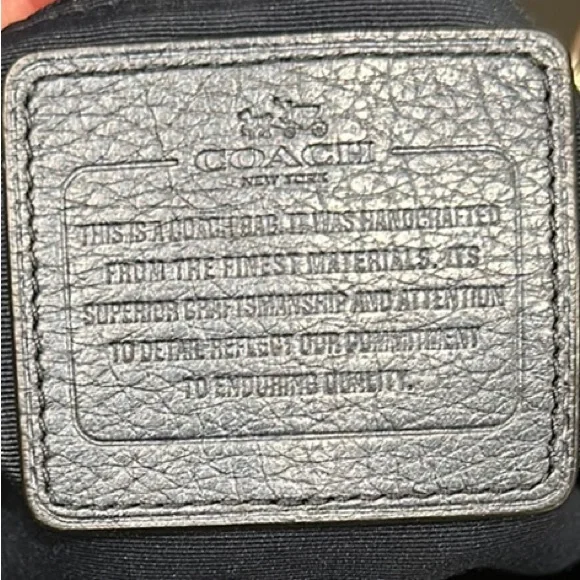 COACH
NEW YORK
THIS IS A COACH BAG. IT WAS HANDCRAFTED
FROM THE FINEST MATERIALS. ITS
SUPERIOR CRAFTSMANSHIP AND ATTENTION
TO DETAIL REFLECT OUR COMMITMENT
TO ENDURING QUALITY.